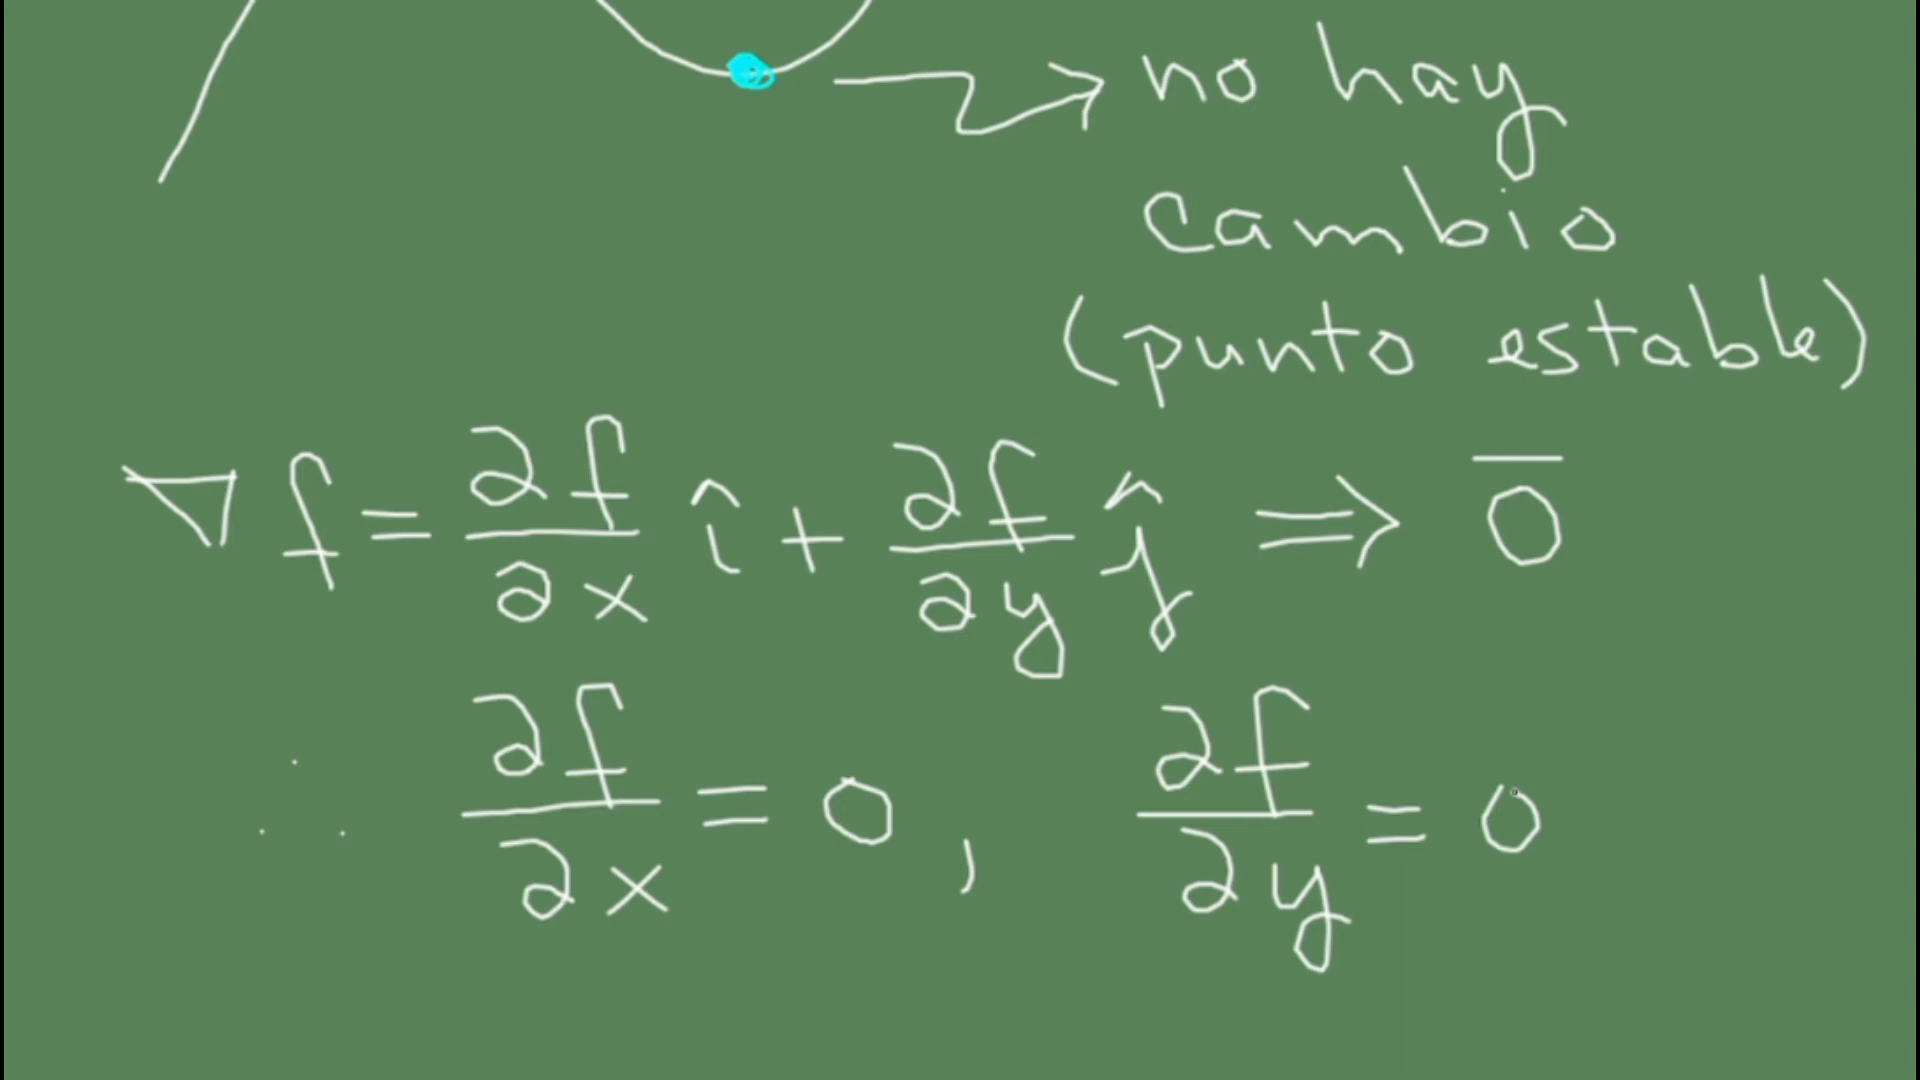 no hay
cambio
(punto estable)
∇f = ∂f/∂x î + ∂f/∂y ĵ ⇒ 0̅
∴ ∂f/∂x = 0, ∂f/∂y = 0